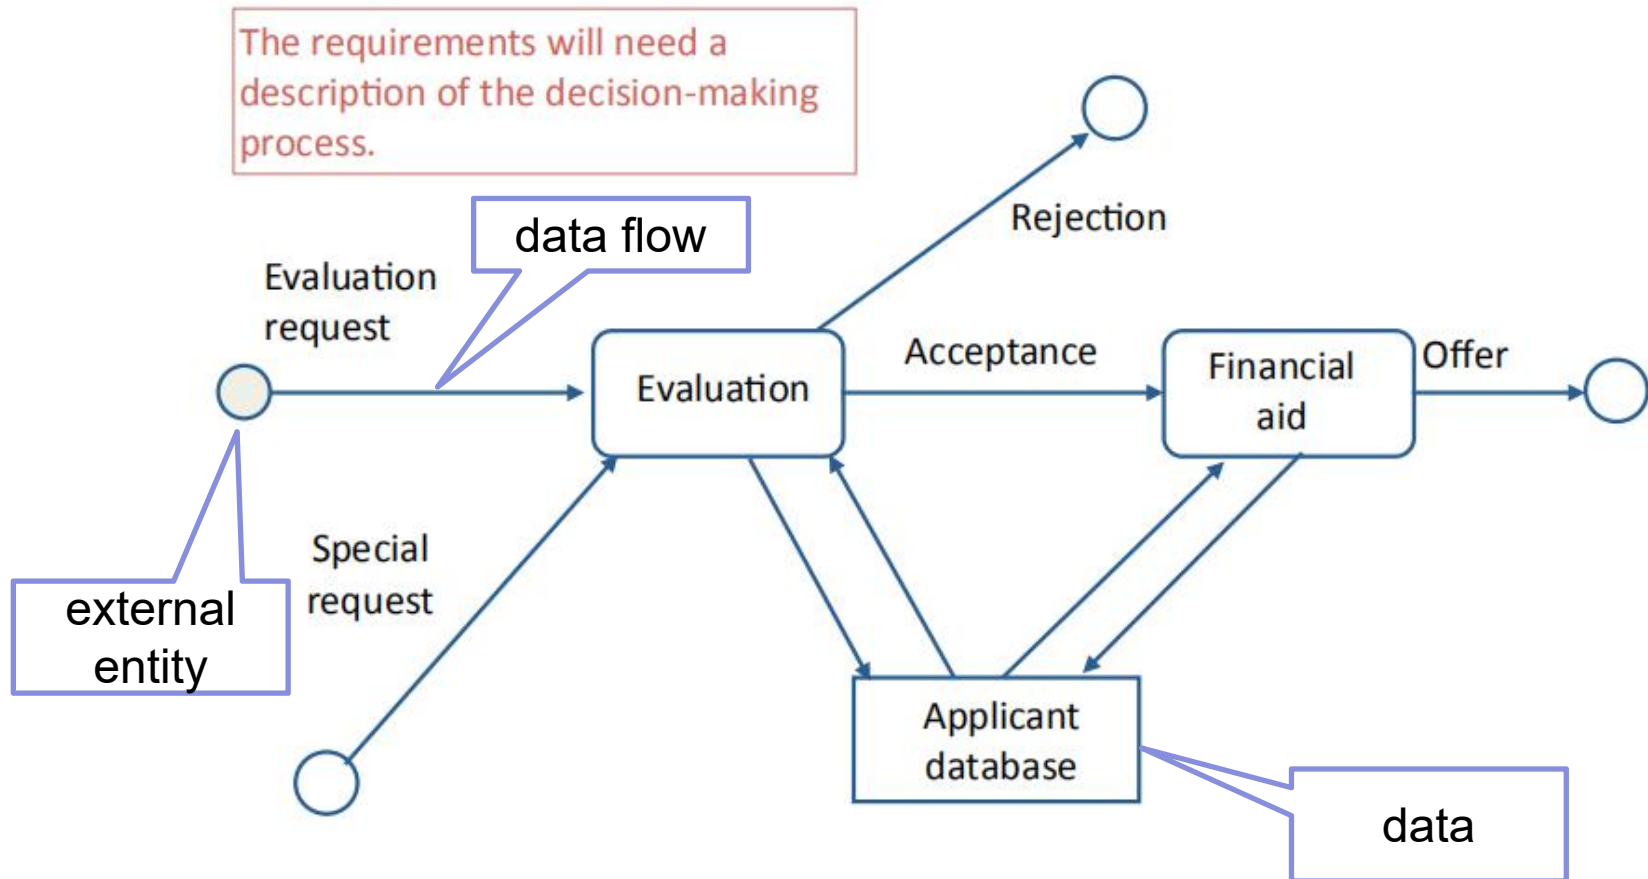 The requirements will need a
description of the decision-making
process.
data flow
Rejection
Evaluation
request
Evaluation
Acceptance
Financial
aid
Offer
Special
request
external
entity
Applicant
database
data